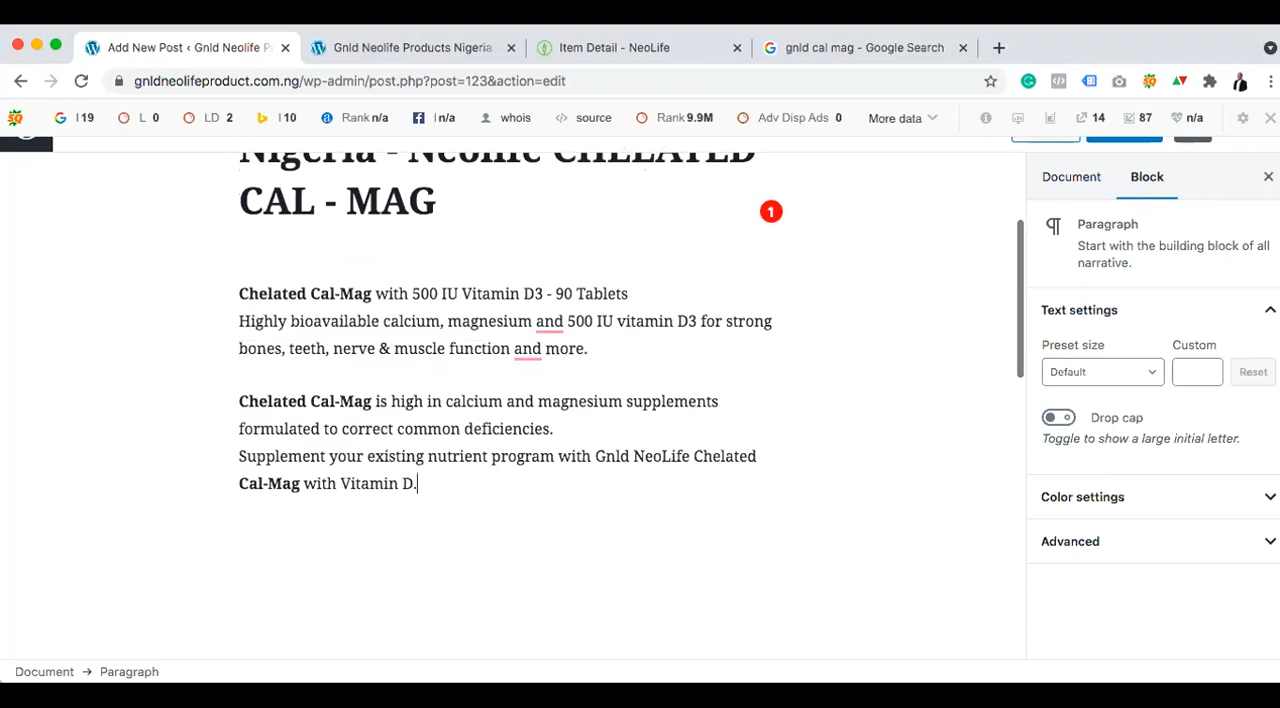 Add New Post ‹ Gnld Neolife P
Gnld Neolife Products Nigeria
Item Detail - NeoLife
gnld cal mag - Google Search
gnldneolifeproduct.com.ng/wp-admin/post.php?post=123&action=edit
I 19
L 0
LD 2
I 10
Rank n/a
I n/a
whois
source
Rank 9.9M
Adv Disp Ads 0
More data
14
87
n/a
Nigeria - Neolife CHELATED
CAL - MAG
1
Chelated Cal-Mag with 500 IU Vitamin D3 - 90 Tablets
Highly bioavailable calcium, magnesium and 500 IU vitamin D3 for strong
bones, teeth, nerve & muscle function and more.
Chelated Cal-Mag is high in calcium and magnesium supplements
formulated to correct common deficiencies.
Supplement your existing nutrient program with Gnld NeoLife Chelated
Cal-Mag with Vitamin D.
Document
Block
Paragraph
Start with the building block of all
narrative.
Text settings
Preset size
Custom
Default
Reset
Drop cap
Toggle to show a large initial letter.
Color settings
Advanced
Document → Paragraph